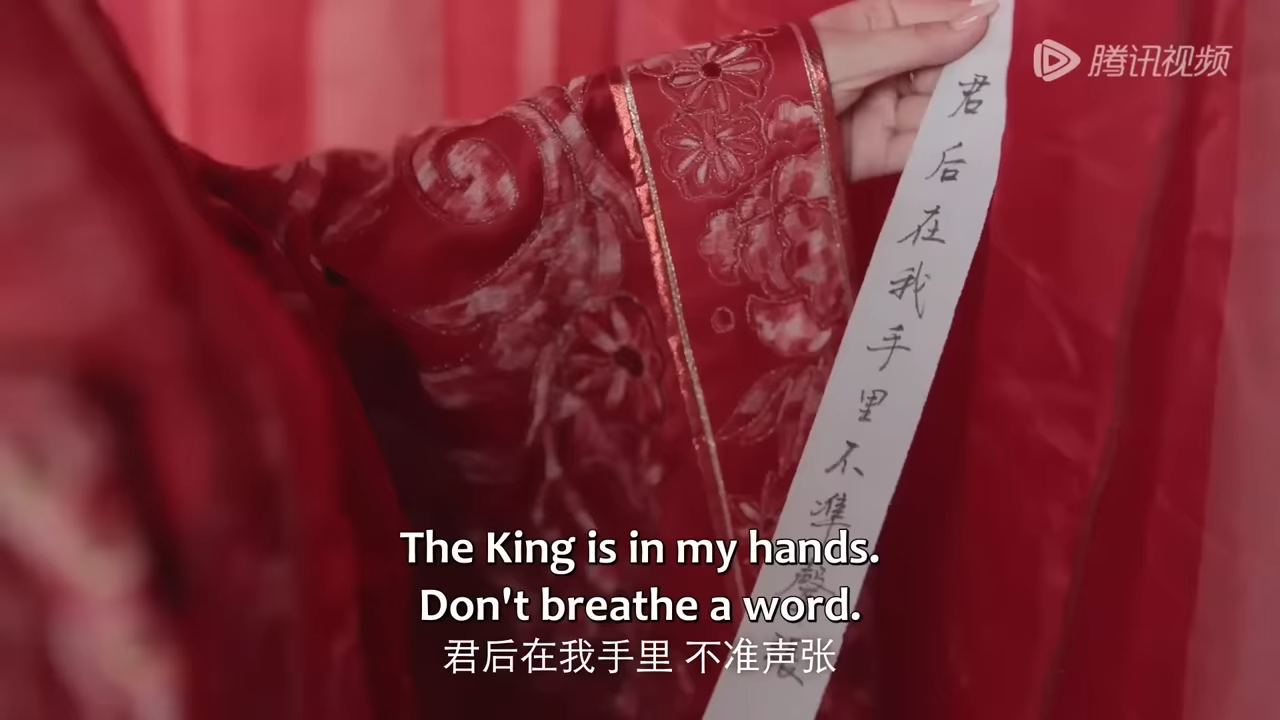 腾讯视频
君后在我手里不準
The King is in my hands.
Don't breathe a word.
君后在我手里 不准声张